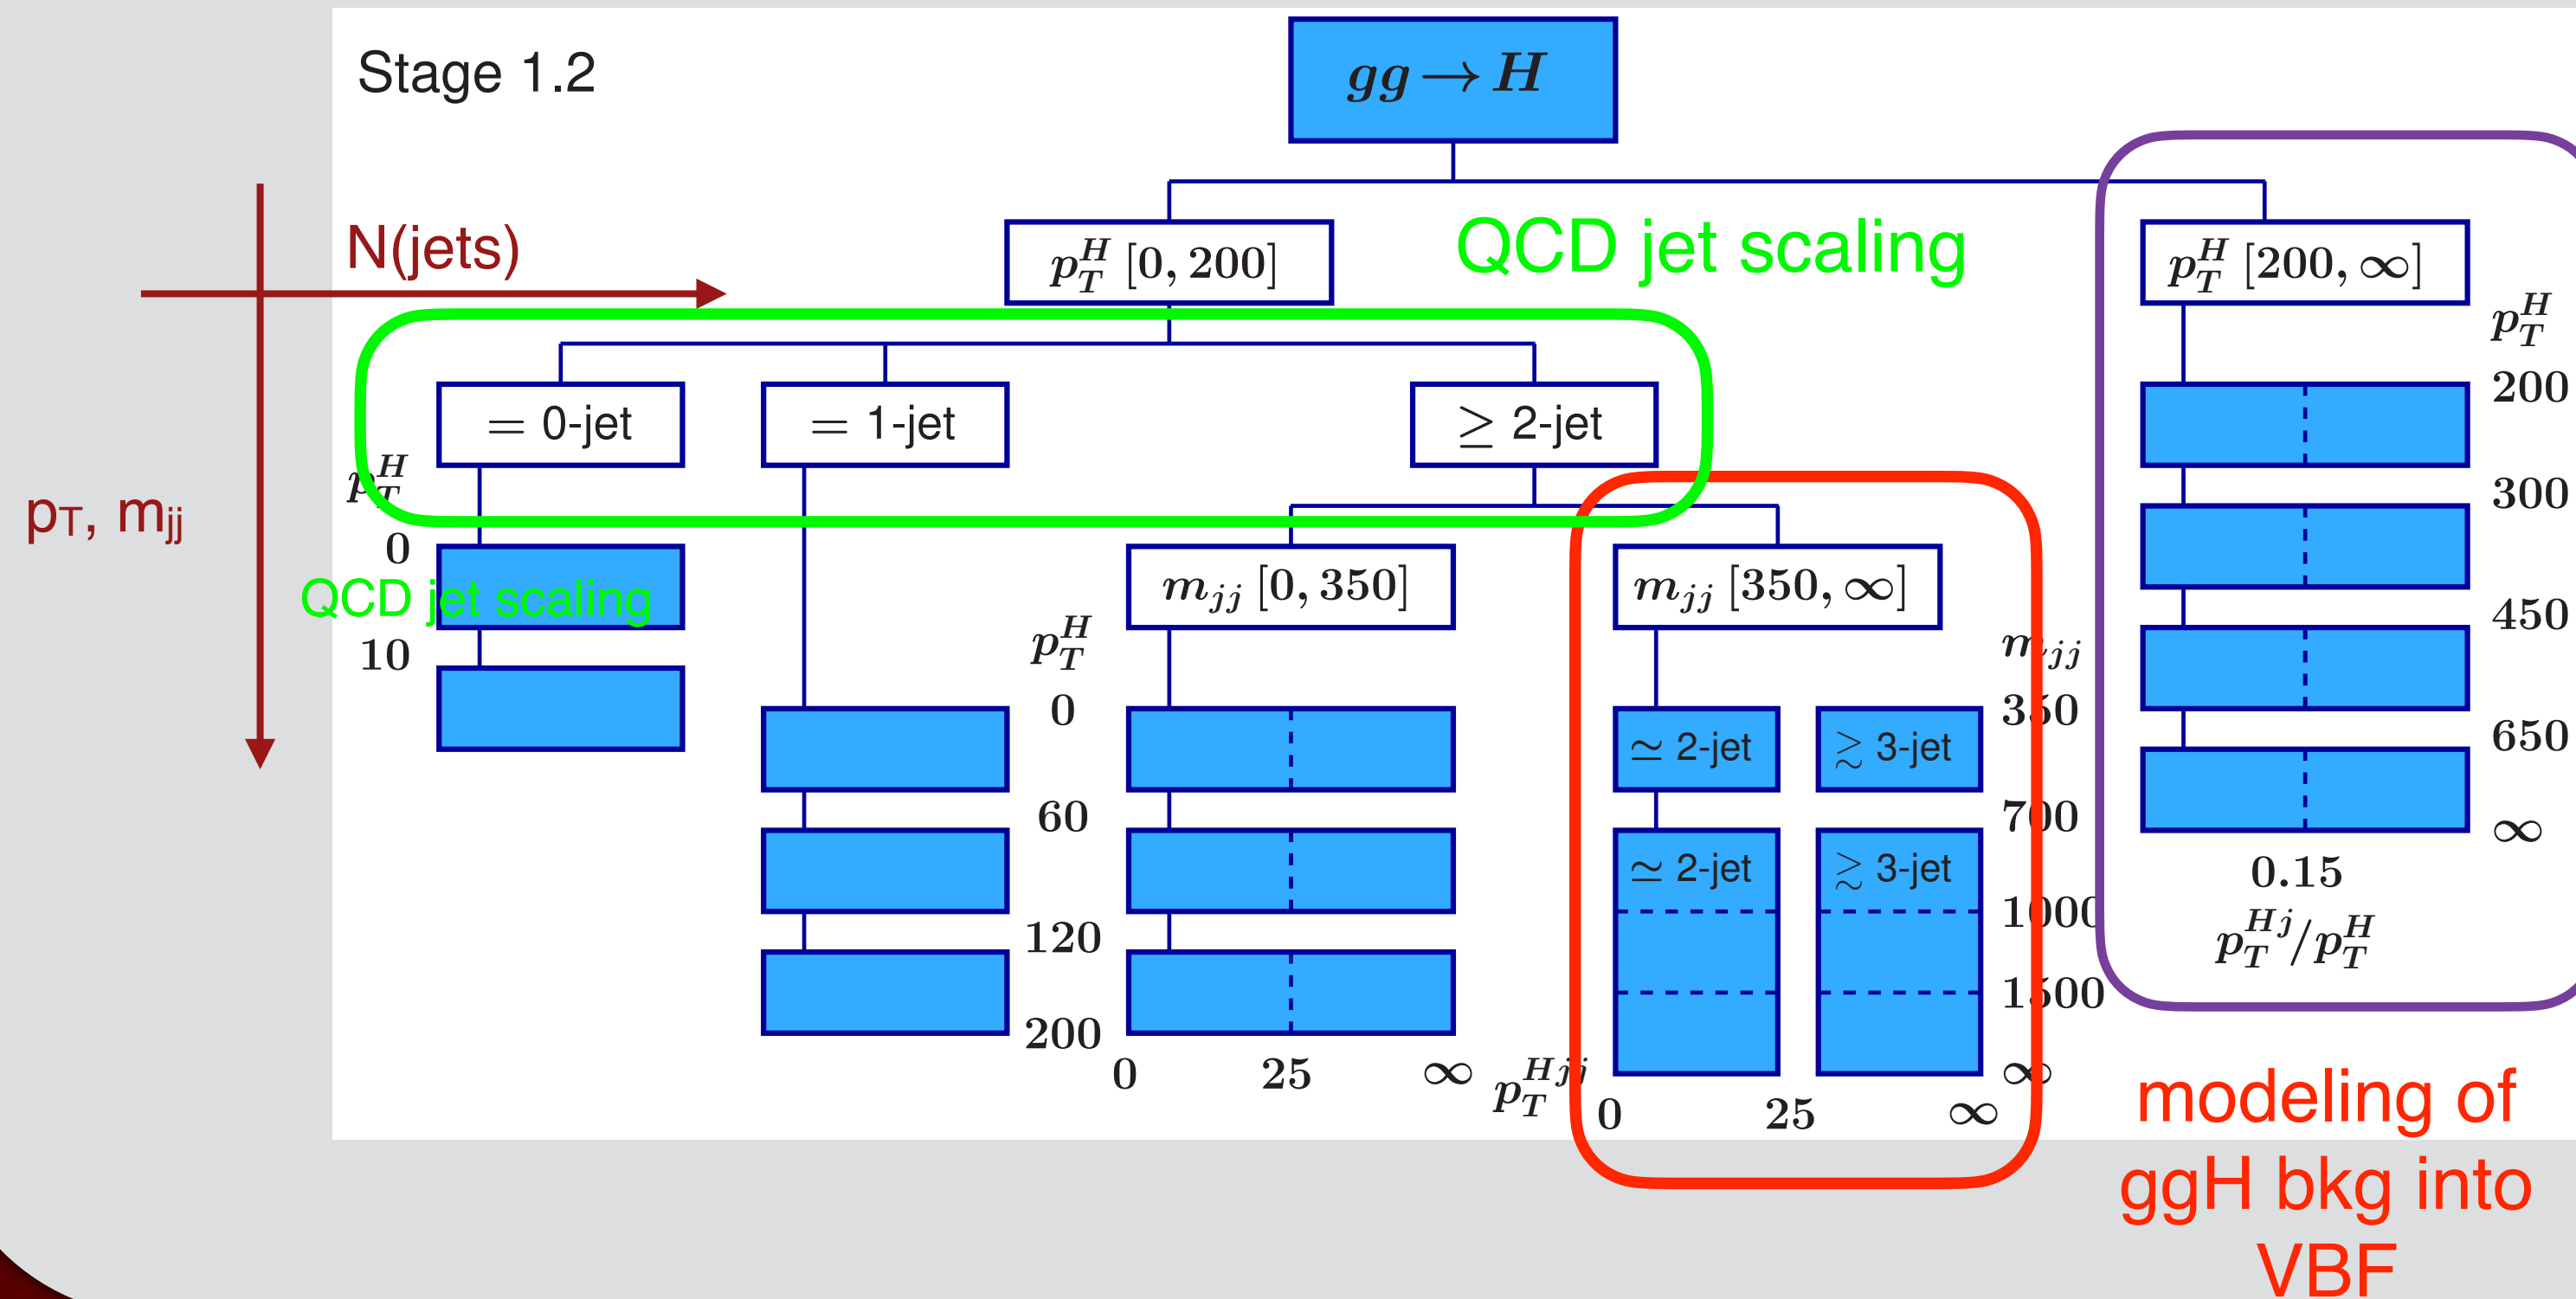 Stage 1.2
gg → H
N(jets)
p_T^H [0, 200]
QCD jet scaling
p_T^H [200, ∞]
p_T^H
= 0-jet
= 1-jet
≥ 2-jet
200
p_T^H
300
p_T, m_jj
0
QCD jet scaling
m_jj [0, 350]
m_jj [350, ∞]
450
10
p_T^H
m_jj
0
350
650
≃ 2-jet
≳ 3-jet
60
700
∞
≃ 2-jet
≳ 3-jet
0.15
120
1000
p_T^Hj/p_T^H
1500
200
0
25
∞
p_T^Hjj
∞
0
25
∞
modeling of
ggH bkg into
VBF